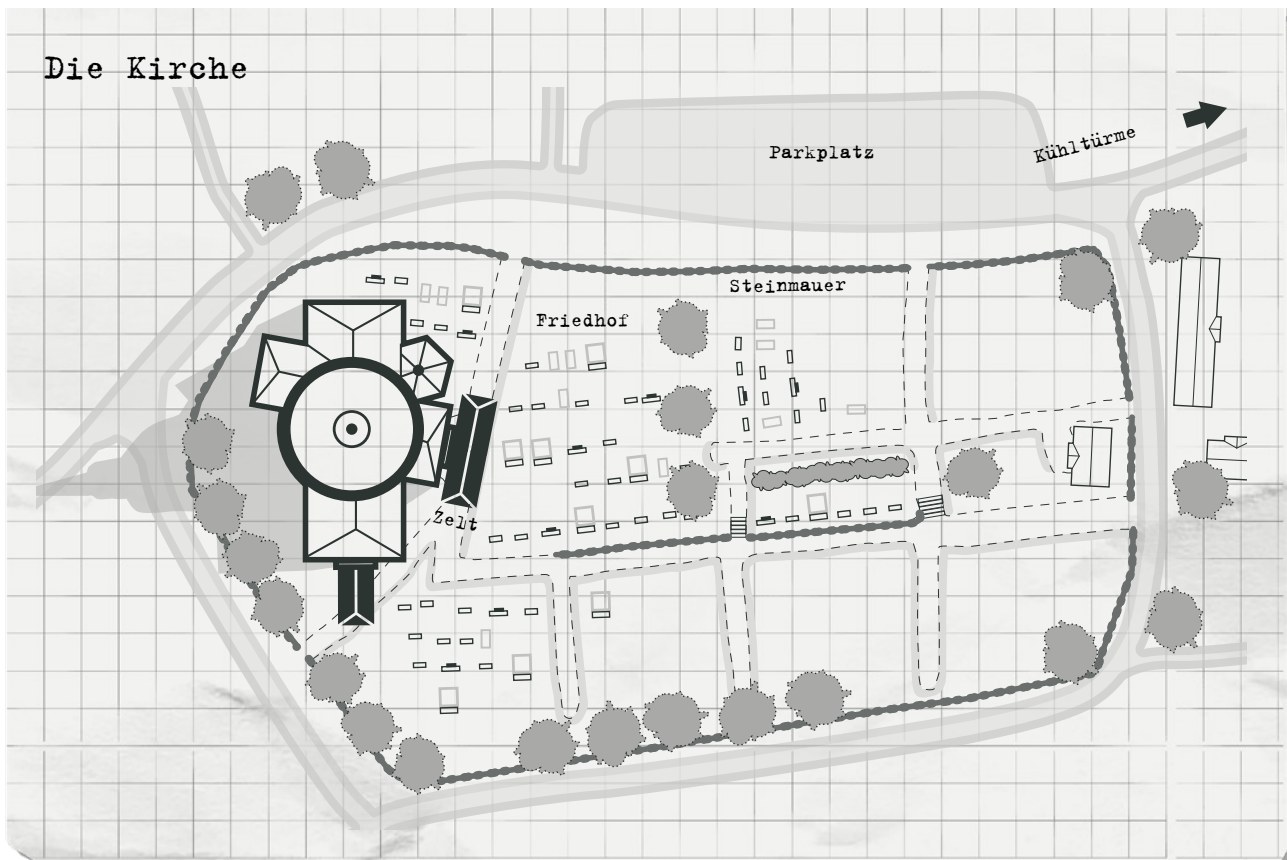 Die Kirche
Parkplatz
Kühltürme
Steinmauer
Friedhof
Zelt